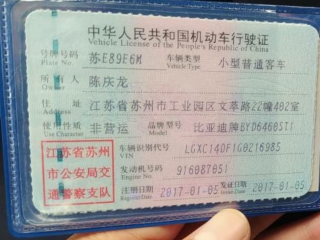 中华人民共和国机动车行驶证
Vehicle License of the People's Republic of China
号牌号码 苏E89E6M 车辆类型 小型普通客车
Plate No. Vehicle Type
所有人 陈庆龙
Owner
住址 江苏省苏州市工业园区文萃路22幢402室
Address
使用性质 非营运 品牌型号 比亚迪牌BYD6460STI
Use Character Model
江苏省苏州市公安局交通警察支队
车辆识别代号 LGXC14DF1G0216985
VIN
发动机号码 916087051
Engine No.
注册日期 2017-01-05 发证日期 2017-01-05
Register Date Issue Date